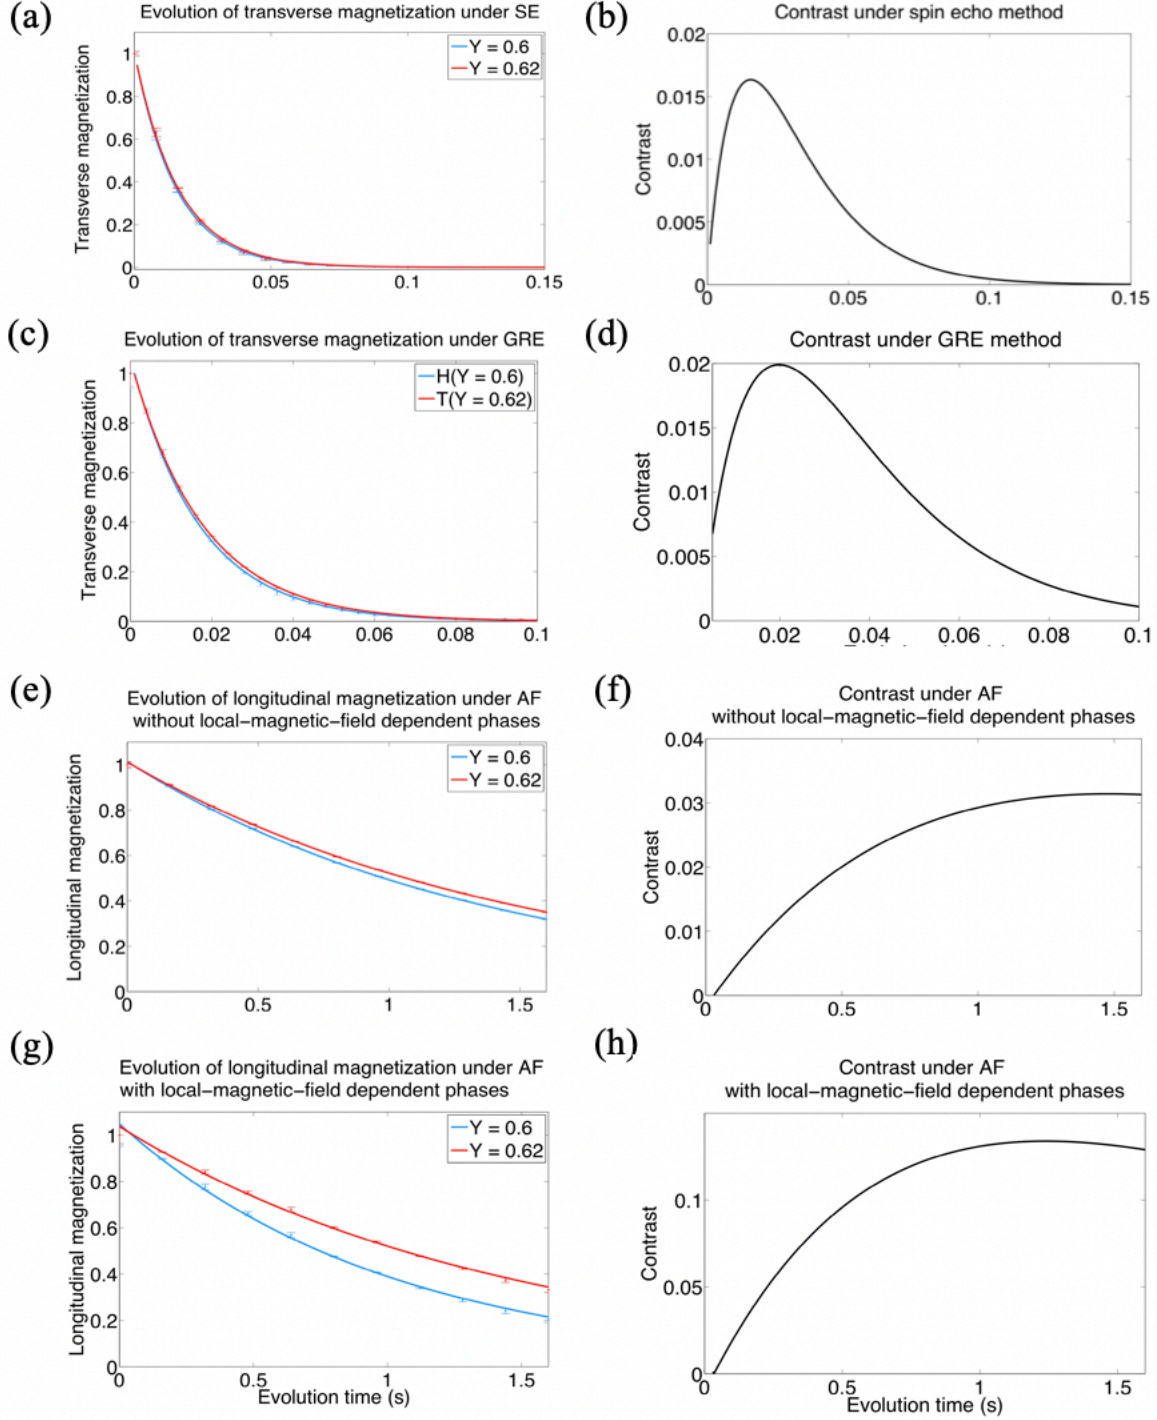 (a)
Evolution of transverse magnetization under SE
Transverse magnetization
1
0.8
0.6
0.4
0.2
0
0 0.05 0.1 0.15
Y = 0.6
Y = 0.62
(b)
Contrast under spin echo method
Contrast
0.02
0.015
0.01
0.005
0
0 0.05 0.1 0.15
(c)
Evolution of transverse magnetization under GRE
Transverse magnetization
1
0.8
0.6
0.4
0.2
0
0 0.02 0.04 0.06 0.08 0.1
H(Y = 0.6)
T(Y = 0.62)
(d)
Contrast under GRE method
Contrast
0.02
0.015
0.01
0.005
0
0.02 0.04 0.06 0.08 0.1
(e)
Evolution of longitudinal magnetization under AF
without local−magnetic−field dependent phases
Longitudinal magnetization
1
0.8
0.6
0.4
0.2
0
0 0.5 1 1.5
Y = 0.6
Y = 0.62
(f)
Contrast under AF
without local−magnetic−field dependent phases
Contrast
0.04
0.03
0.02
0.01
0
0 0.5 1 1.5
(g)
Evolution of longitudinal magnetization under AF
with local−magnetic−field dependent phases
Longitudinal magnetization
1
0.8
0.6
0.4
0.2
0
0 0.5 1 1.5
Evolution time (s)
Y = 0.6
Y = 0.62
(h)
Contrast under AF
with local−magnetic−field dependent phases
Contrast
0.1
0.05
0
0 0.5 1 1.5
Evolution time (s)